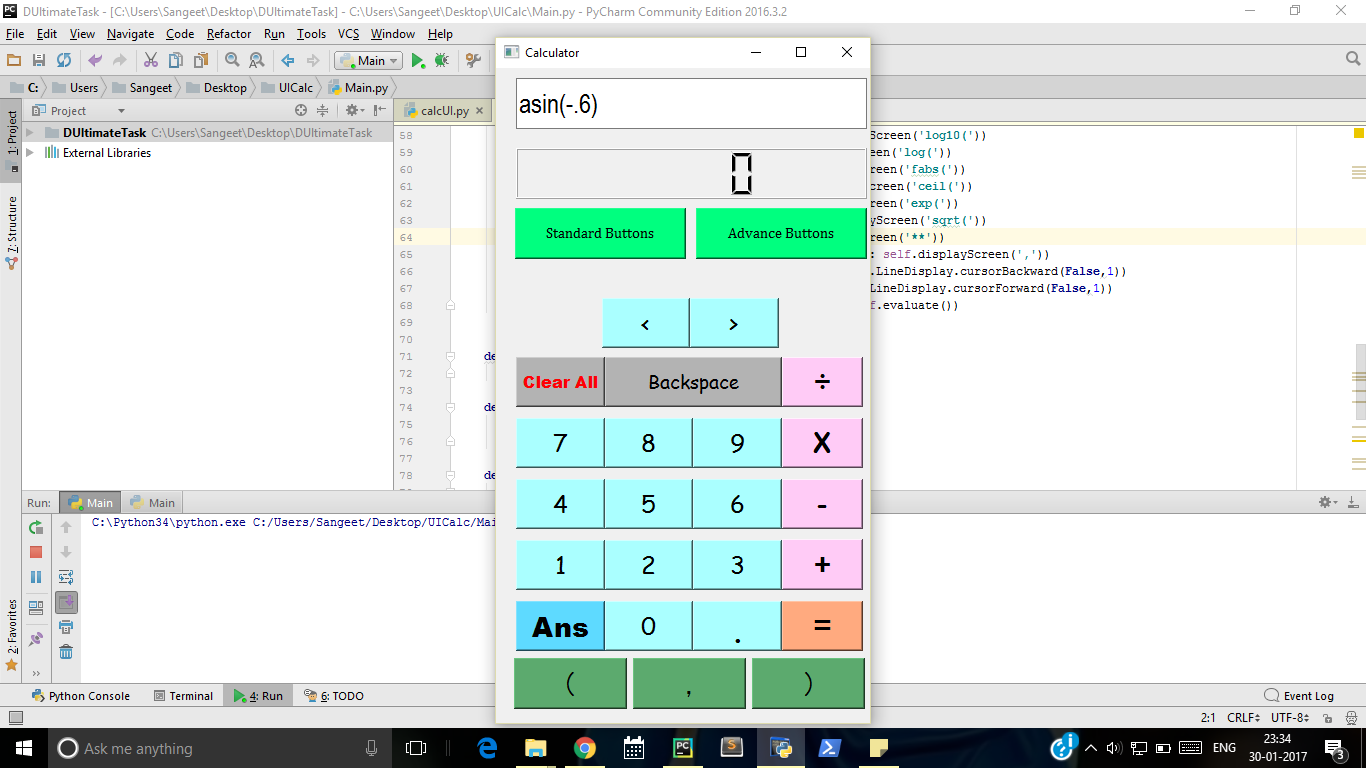 DUltimateTask - [C:\Users\Sangeet\Desktop\DUltimateTask] - C:\Users\Sangeet\Desktop\UICalc\Main.py - PyCharm Community Edition 2016.3.2
File Edit View Navigate Code Refactor Run Tools VCS Window Help
Main
C: Users Sangeet Desktop UICalc Main.py
1: Project
7: Structure
2: Favorites
Project
DUltimateTask C:\Users\Sangeet\Desktop\DUltimateTask
External Libraries
calcUI.py
58 Screen('log10('))
59 een('log('))
60 creen('fabs('))
61 creen('ceil('))
62 reen('exp('))
63 yScreen('sqrt('))
64 reen('**'))
65 : self.displayScreen(','))
66 .LineDisplay.cursorBackward(False,1))
67 LineDisplay.cursorForward(False,1))
68 f.evaluate())
69
70
71 de
72
73
74 de
75
76
77
78 de
Calculator
asin(-.6)
0
Standard Buttons Advance Buttons
< >
Clear All Backspace ÷
7 8 9 X
4 5 6 -
1 2 3 +
Ans 0 . =
( , )
Run: Main Main
C:\Python34\python.exe C:/Users/Sangeet/Desktop/UICalc/Mai
Python Console Terminal 4: Run 6: TODO Event Log
2:1 CRLF UTF-8
Ask me anything
ENG
23:34
30-01-2017
3